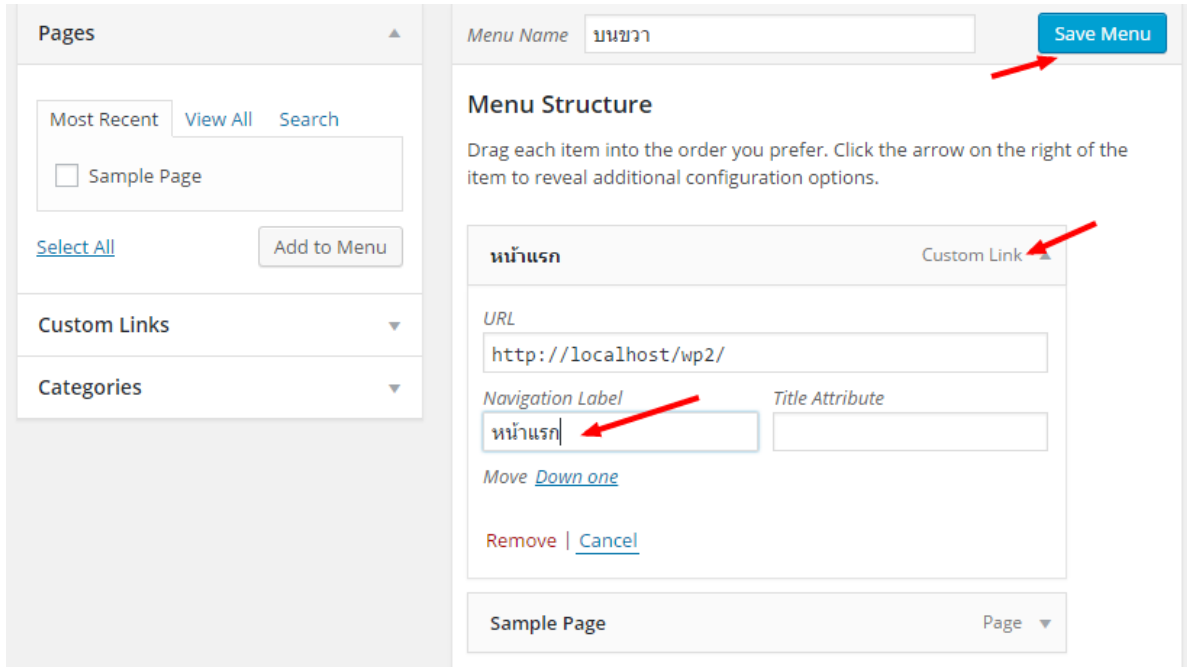 Pages
Most Recent View All Search
Sample Page
Select All Add to Menu
Custom Links
Categories
Menu Name บนขวา Save Menu
Menu Structure
Drag each item into the order you prefer. Click the arrow on the right of the
item to reveal additional configuration options.
หน้าแรก Custom Link
URL
http://localhost/wp2/
Navigation Label Title Attribute
หน้าแรก
Move Down one
Remove | Cancel
Sample Page Page